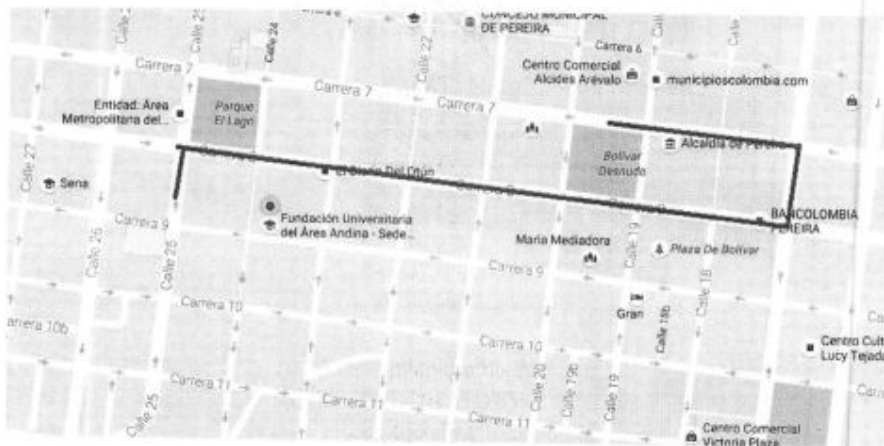 CONCEJO MUNICIPAL
DE PEREIRA
Calle 24
Calle 22
Carrera 6
Carrera 7
Centro Comercial
Alcides Arévalo
municipioscolombia.com
Entidad: Área
Metropolitana del...
Parque
El Lago
Carrera 7
Carrera 7
Alcaldía de Pereira
Bolívar
Desnudo
Calle 27
Sena
El Diario Del Otún
BANCOLOMBIA
PEREIRA
Fundación Universitaria
del Área Andina - Sede...
Carrera 9
María Mediadora
Calle 19
Plaza De Bolívar
Calle 26
Calle 25
Carrera 9
Calle 18
Carrera 10
Gran
Calle 18b
arrera 10b
Carrera 10
Centro Cult
Lucy Tejada
Carrera 11
Calle 25
Carrera 11
Calle 20
Calle 19b
Calle 19
Carrera 11
Centro Comercial
Victoria Plaza